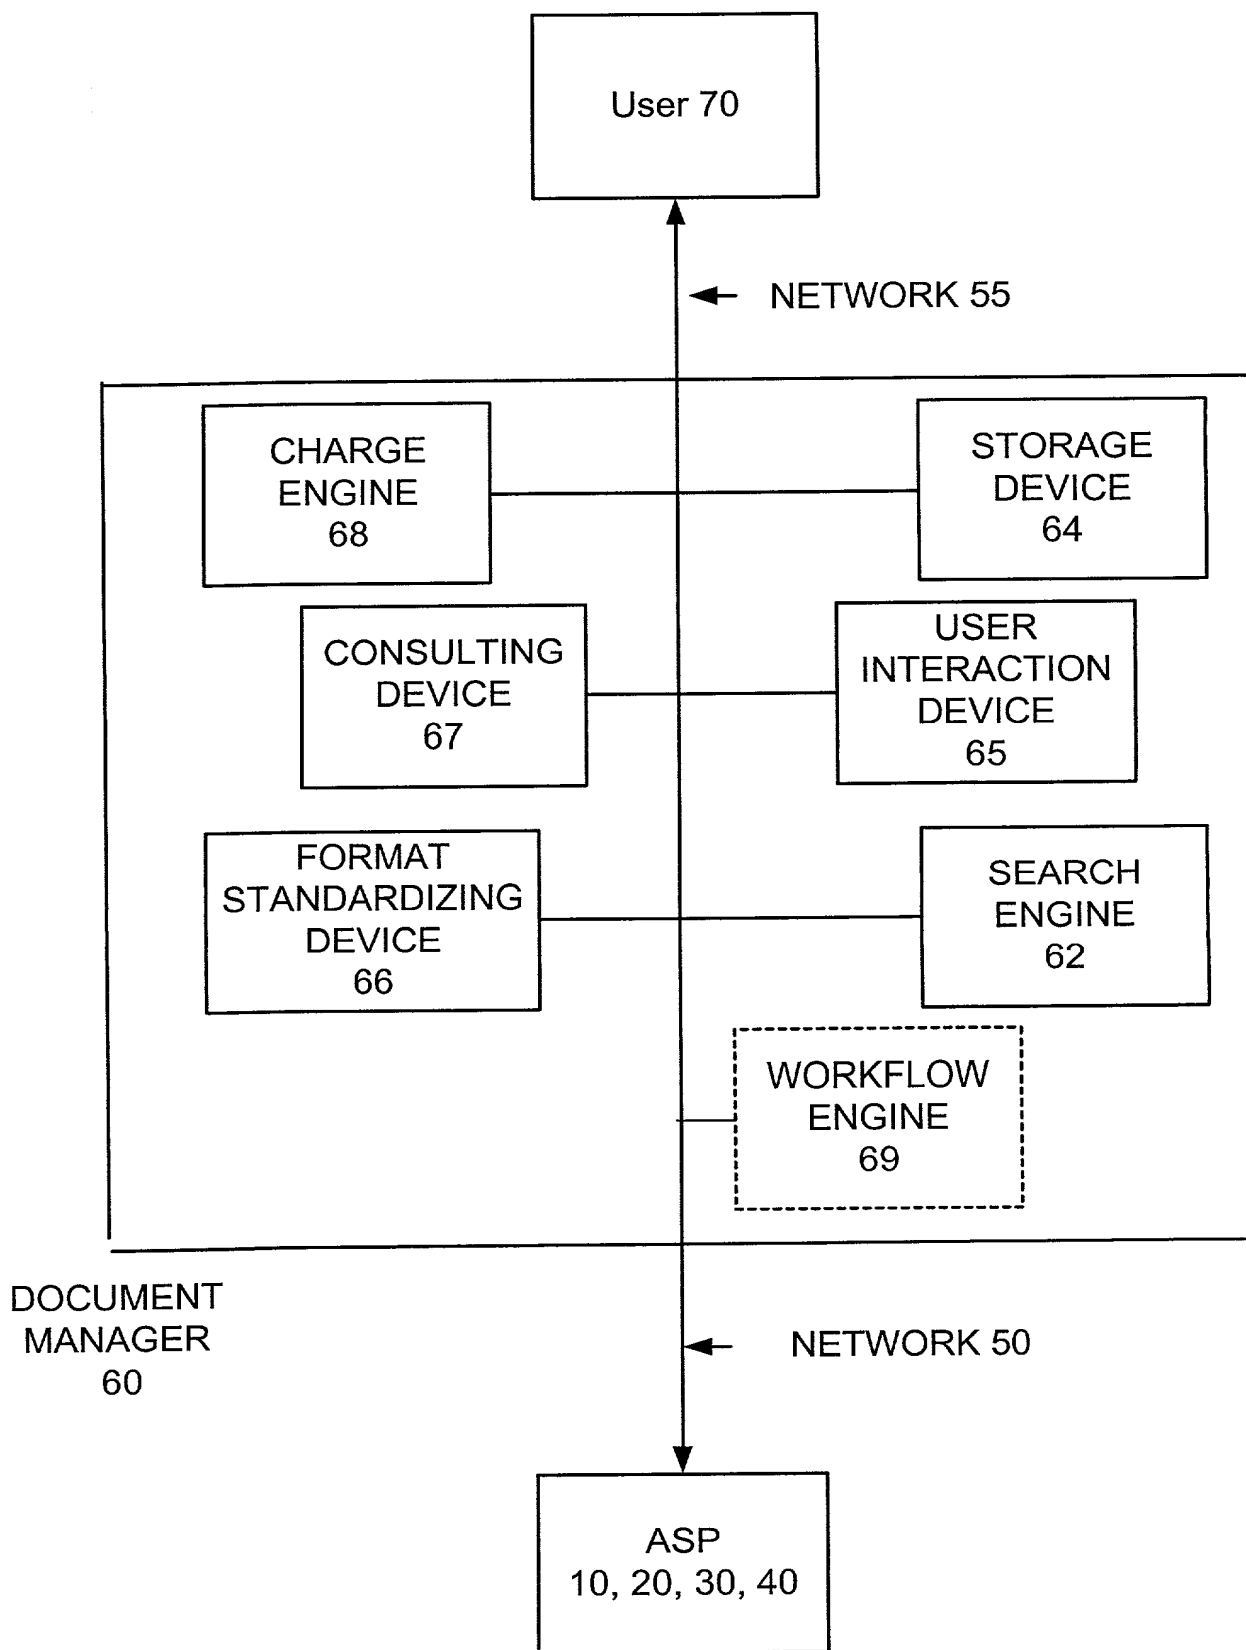 User 70
NETWORK 55
CHARGE
ENGINE
68
STORAGE
DEVICE
64
CONSULTING
DEVICE
67
USER
INTERACTION
DEVICE
65
FORMAT
STANDARDIZING
DEVICE
66
SEARCH
ENGINE
62
WORKFLOW
ENGINE
69
DOCUMENT
MANAGER
60
NETWORK 50
ASP
10, 20, 30, 40